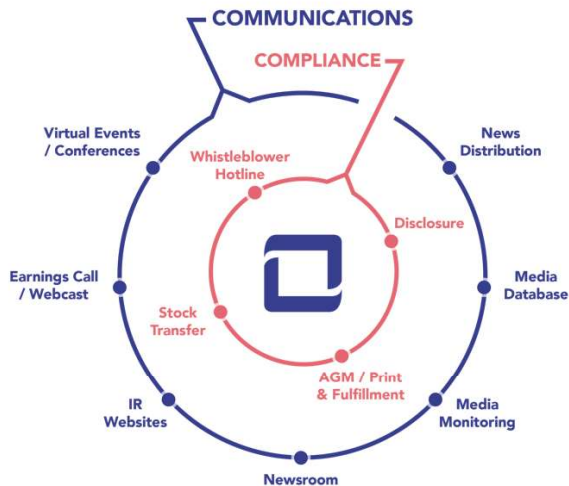 COMMUNICATIONS
COMPLIANCE
Virtual Events
/ Conferences
News
Distribution
Whistleblower
Hotline
Disclosure
Earnings Call
/ Webcast
Media
Database
Stock
Transfer
AGM / Print
& Fulfillment
IR
Websites
Media
Monitoring
Newsroom